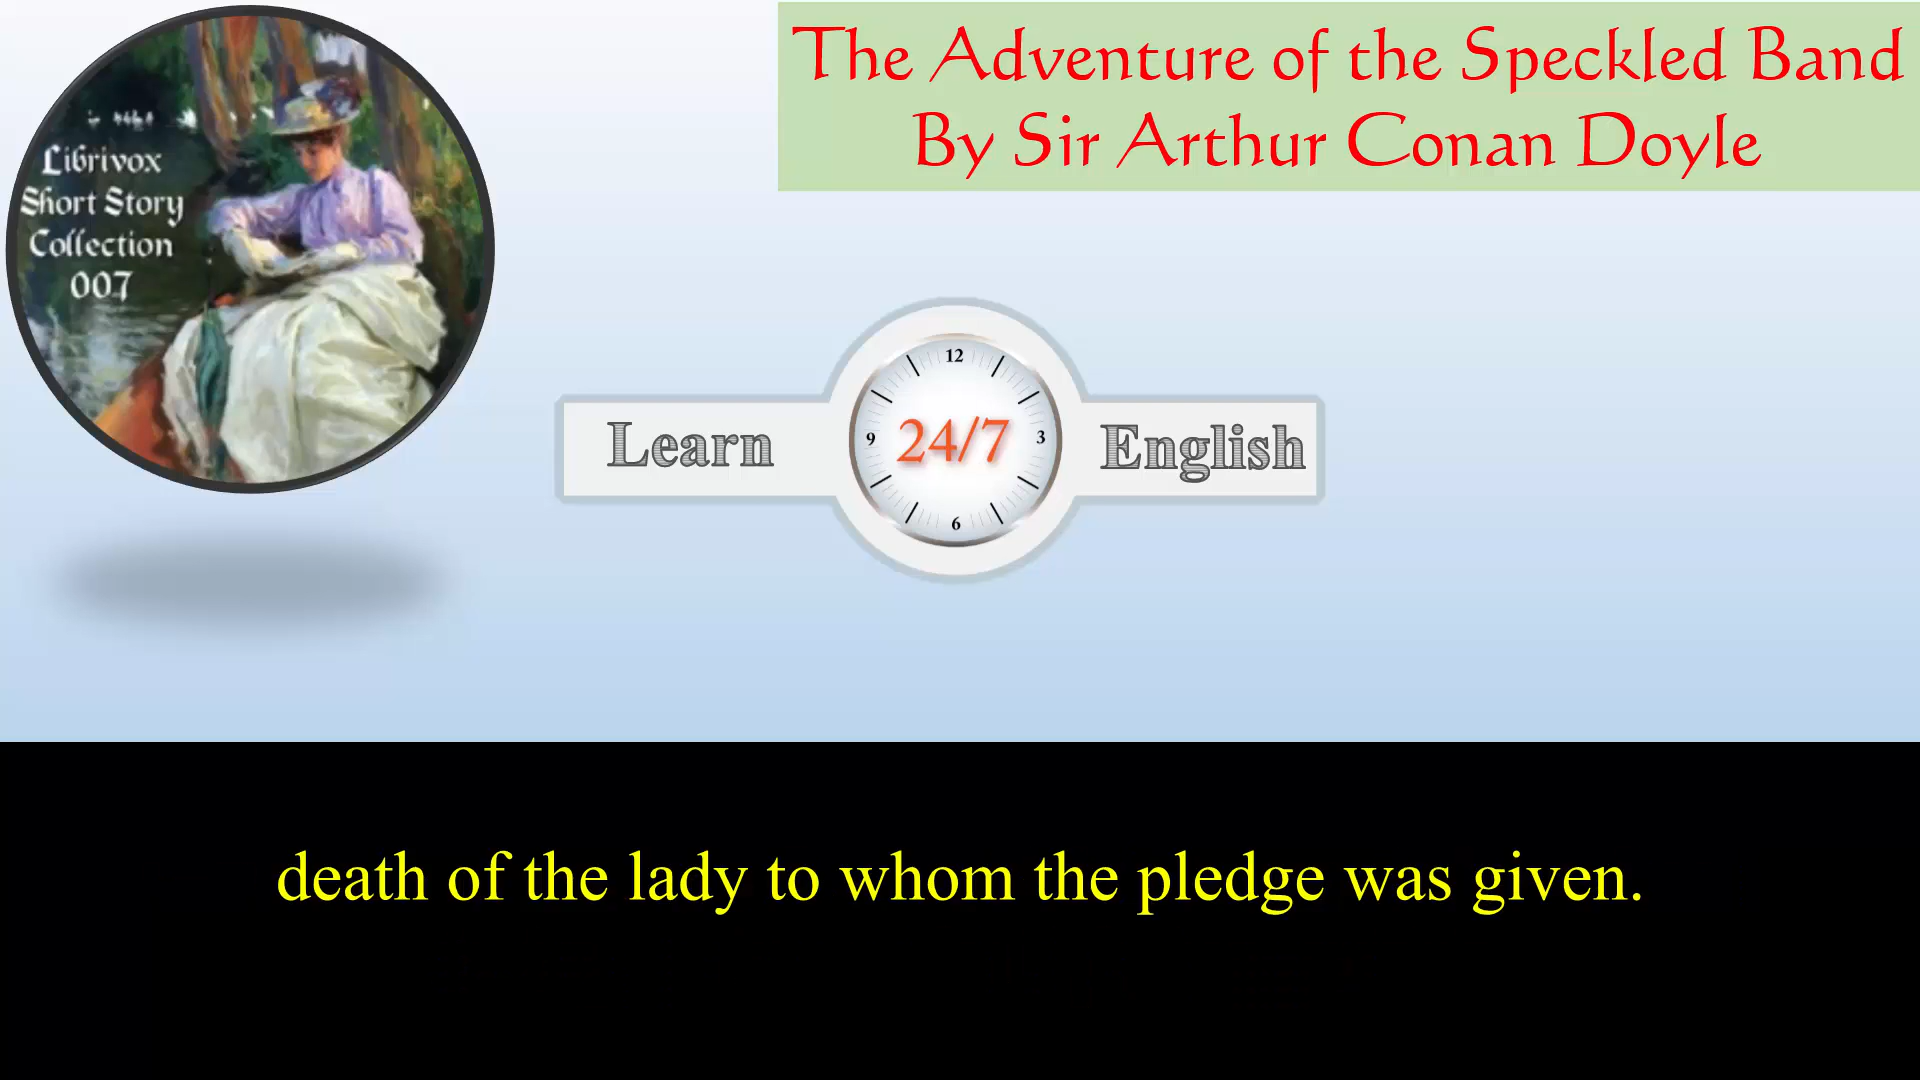 Librivox
Short Story
Collection
007
The Adventure of the Speckled Band
By Sir Arthur Conan Doyle
Learn
24/7
English
12
3
6
9
death of the lady to whom the pledge was given.